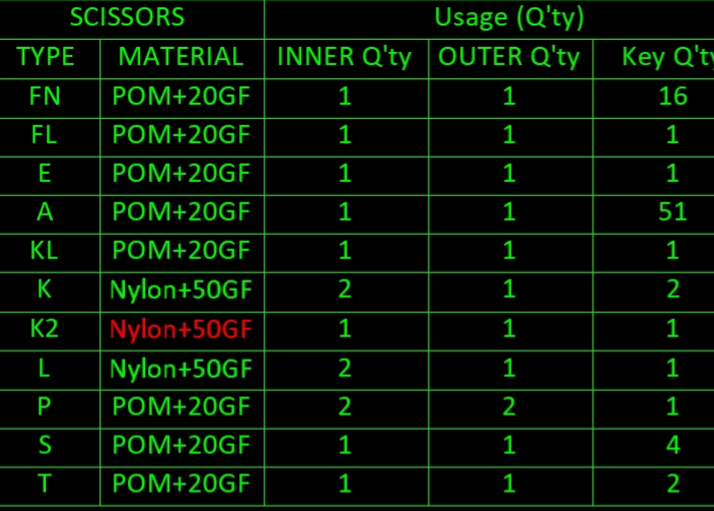 SCISSORS Usage (Q'ty)
TYPE MATERIAL INNER Q'ty OUTER Q'ty Key Q'ty
FN POM+20GF 1 1 16
FL POM+20GF 1 1 1
E POM+20GF 1 1 1
A POM+20GF 1 1 51
KL POM+20GF 1 1 1
K Nylon+50GF 2 1 2
K2 Nylon+50GF 1 1 1
L Nylon+50GF 2 1 1
P POM+20GF 2 2 1
S POM+20GF 1 1 4
T POM+20GF 1 1 2